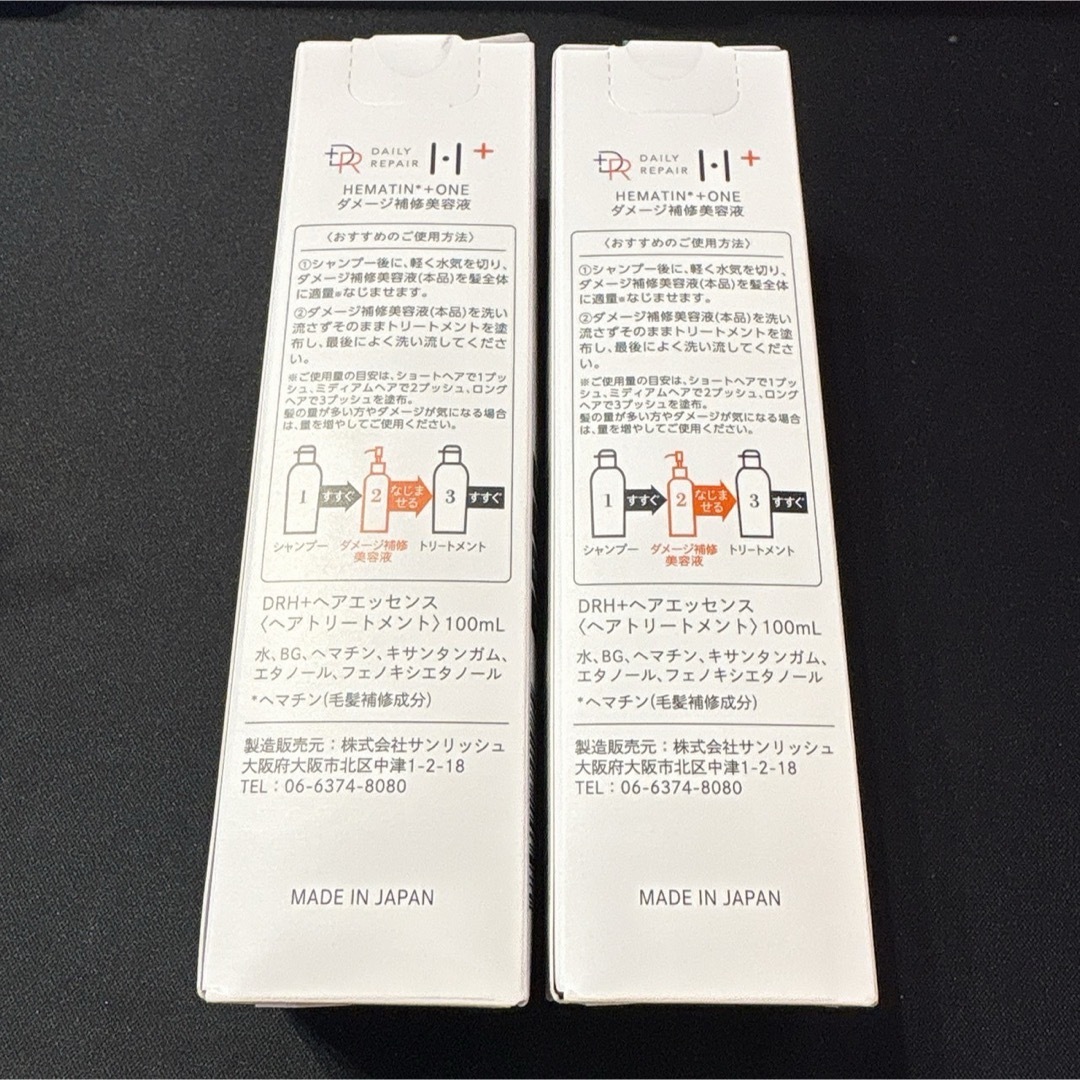 DR DAILY REPAIR H+
HEMATIN*+ONE
ダメージ補修美容液
〈おすすめのご使用方法〉
①シャンプー後に、軽く水気を切り、
ダメージ補修美容液(本品)を髪全体
に適量※なじませます。
②ダメージ補修美容液(本品)を洗い
流さずそのままトリートメントを塗
布し、最後によく洗い流してくださ
い。
※ご使用量の目安は、ショートヘアで1プッ
シュ、ミディアムヘアで2プッシュ、ロング
ヘアで3プッシュを塗布。
髪の量が多い方やダメージが気になる場合
は、量を増やしてご使用ください。
1 すすぐ 2 なじま
せる 3 すすぐ
シャンプー ダメージ補修
美容液 トリートメント
DRH+ヘアエッセンス
〈ヘアトリートメント〉100mL
水、BG、ヘマチン、キサンタンガム、
エタノール、フェノキシエタノール
*ヘマチン(毛髪補修成分)
製造販売元：株式会社サンリッシュ
大阪府大阪市北区中津1-2-18
TEL：06-6374-8080
MADE IN JAPAN
DR DAILY REPAIR H+
HEMATIN*+ONE
ダメージ補修美容液
〈おすすめのご使用方法〉
①シャンプー後に、軽く水気を切り、
ダメージ補修美容液(本品)を髪全体
に適量※なじませます。
②ダメージ補修美容液(本品)を洗い
流さずそのままトリートメントを塗
布し、最後によく洗い流してくださ
い。
※ご使用量の目安は、ショートヘアで1プッ
シュ、ミディアムヘアで2プッシュ、ロング
ヘアで3プッシュを塗布。
髪の量が多い方やダメージが気になる場合
は、量を増やしてご使用ください。
1 すすぐ 2 なじま
せる 3 すすぐ
シャンプー ダメージ補修
美容液 トリートメント
DRH+ヘアエッセンス
〈ヘアトリートメント〉100mL
水、BG、ヘマチン、キサンタンガム、
エタノール、フェノキシエタノール
*ヘマチン(毛髪補修成分)
製造販売元：株式会社サンリッシュ
大阪府大阪市北区中津1-2-18
TEL：06-6374-8080
MADE IN JAPAN